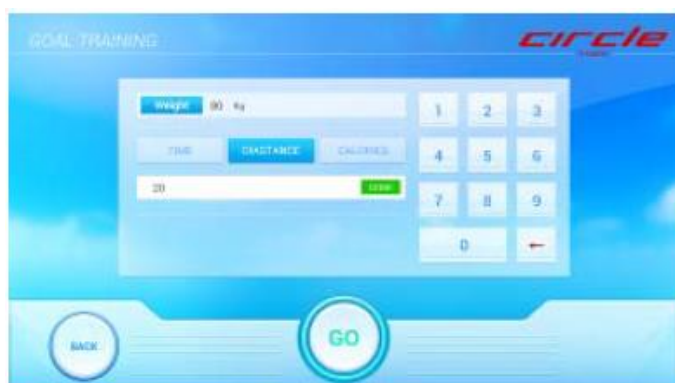 GOAL TRAINING
circle
Weight 80 Kg
TIME DIASTANCE CALORIES
20
1 2 3
4 5 6
7 8 9
0 ←
BACK
GO